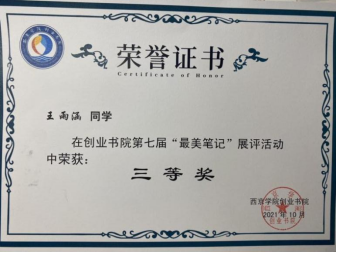 荣誉证书
Certificate of Honor
王雨涵 同学
在创业书院第七届“最美笔记”展评活动
中荣获：
三等奖
西京学院创业书院
2021年10月